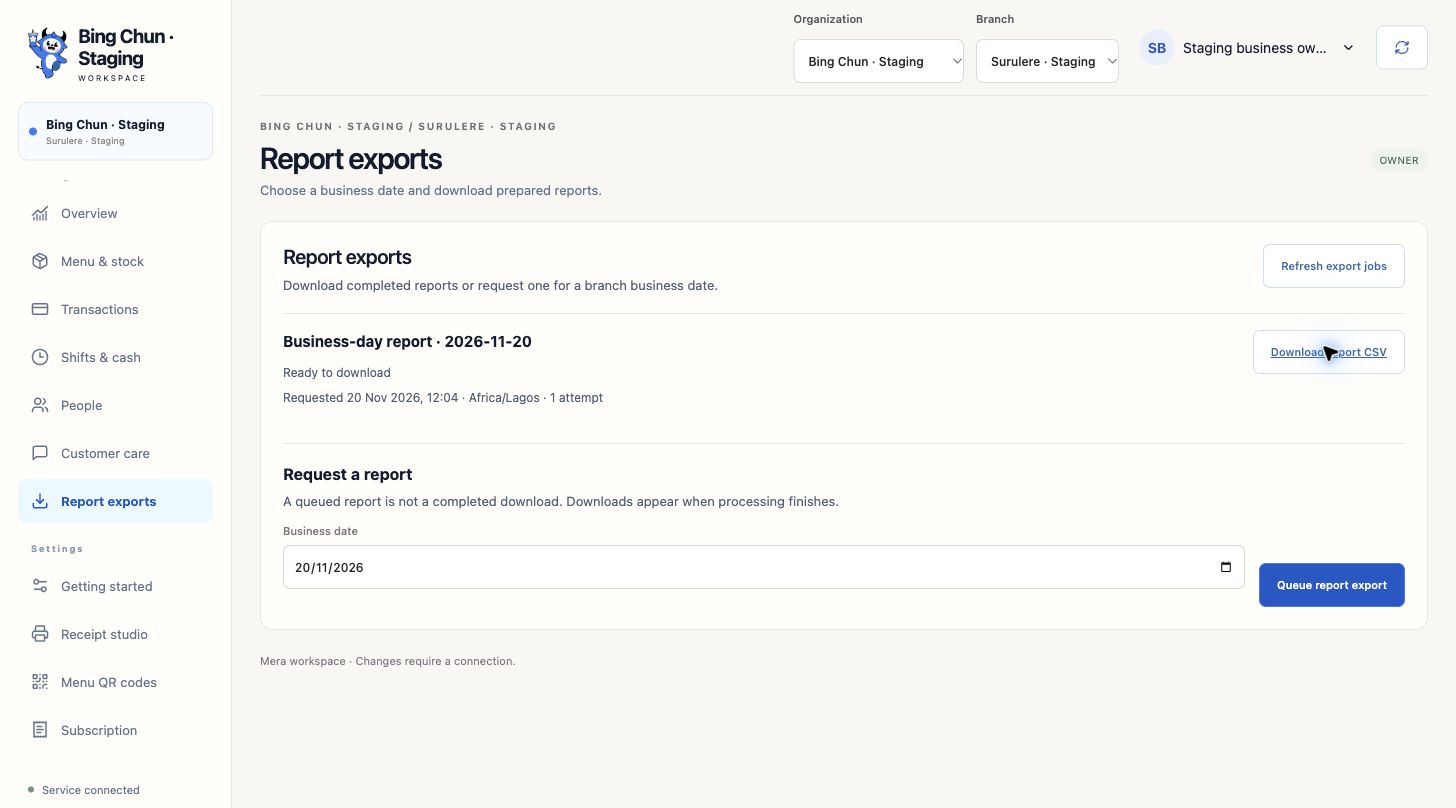 Bing Chun ·
Staging
WORKSPACE
Bing Chun · Staging
Surulere · Staging
Overview
Menu & stock
Transactions
Shifts & cash
People
Customer care
Report exports
Settings
Getting started
Receipt studio
Menu QR codes
Subscription
Service connected
Organization
Bing Chun · Staging
Branch
Surulere · Staging
SB
Staging business ow...
BING CHUN · STAGING / SURULERE · STAGING
Report exports
OWNER
Choose a business date and download prepared reports.
Report exports
Refresh export jobs
Download completed reports or request one for a branch business date.
Business-day report · 2026-11-20
Download port CSV
Ready to download
Requested 20 Nov 2026, 12:04 · Africa/Lagos · 1 attempt
Request a report
A queued report is not a completed download. Downloads appear when processing finishes.
Business date
20/11/2026
Queue report export
Mera workspace · Changes require a connection.